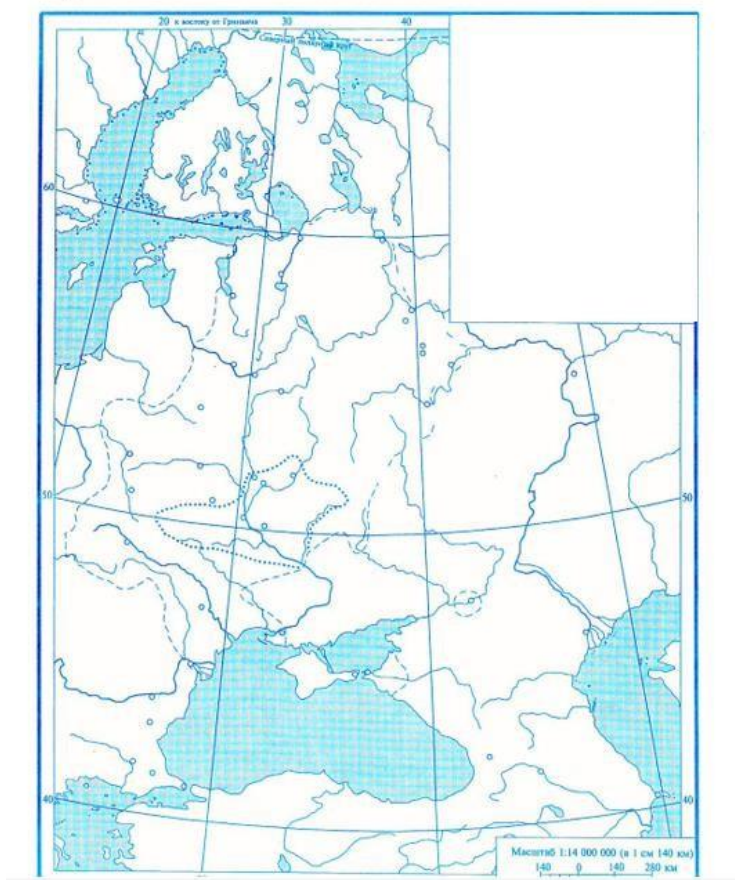 20 к востоку от Гринвича 30 40
Северный полярный круг
60
50 50
40 40
Масштаб 1:14 000 000 (в 1 см 140 км)
140 0 140 280 км